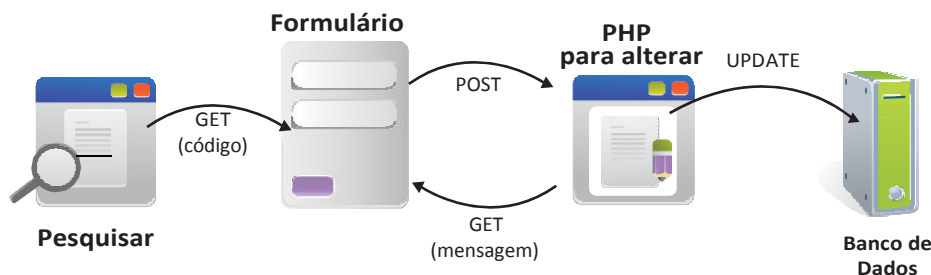 Formulário
PHP
para alterar
UPDATE
POST
GET
(código)
GET
(mensagem)
Pesquisar
Banco de
Dados